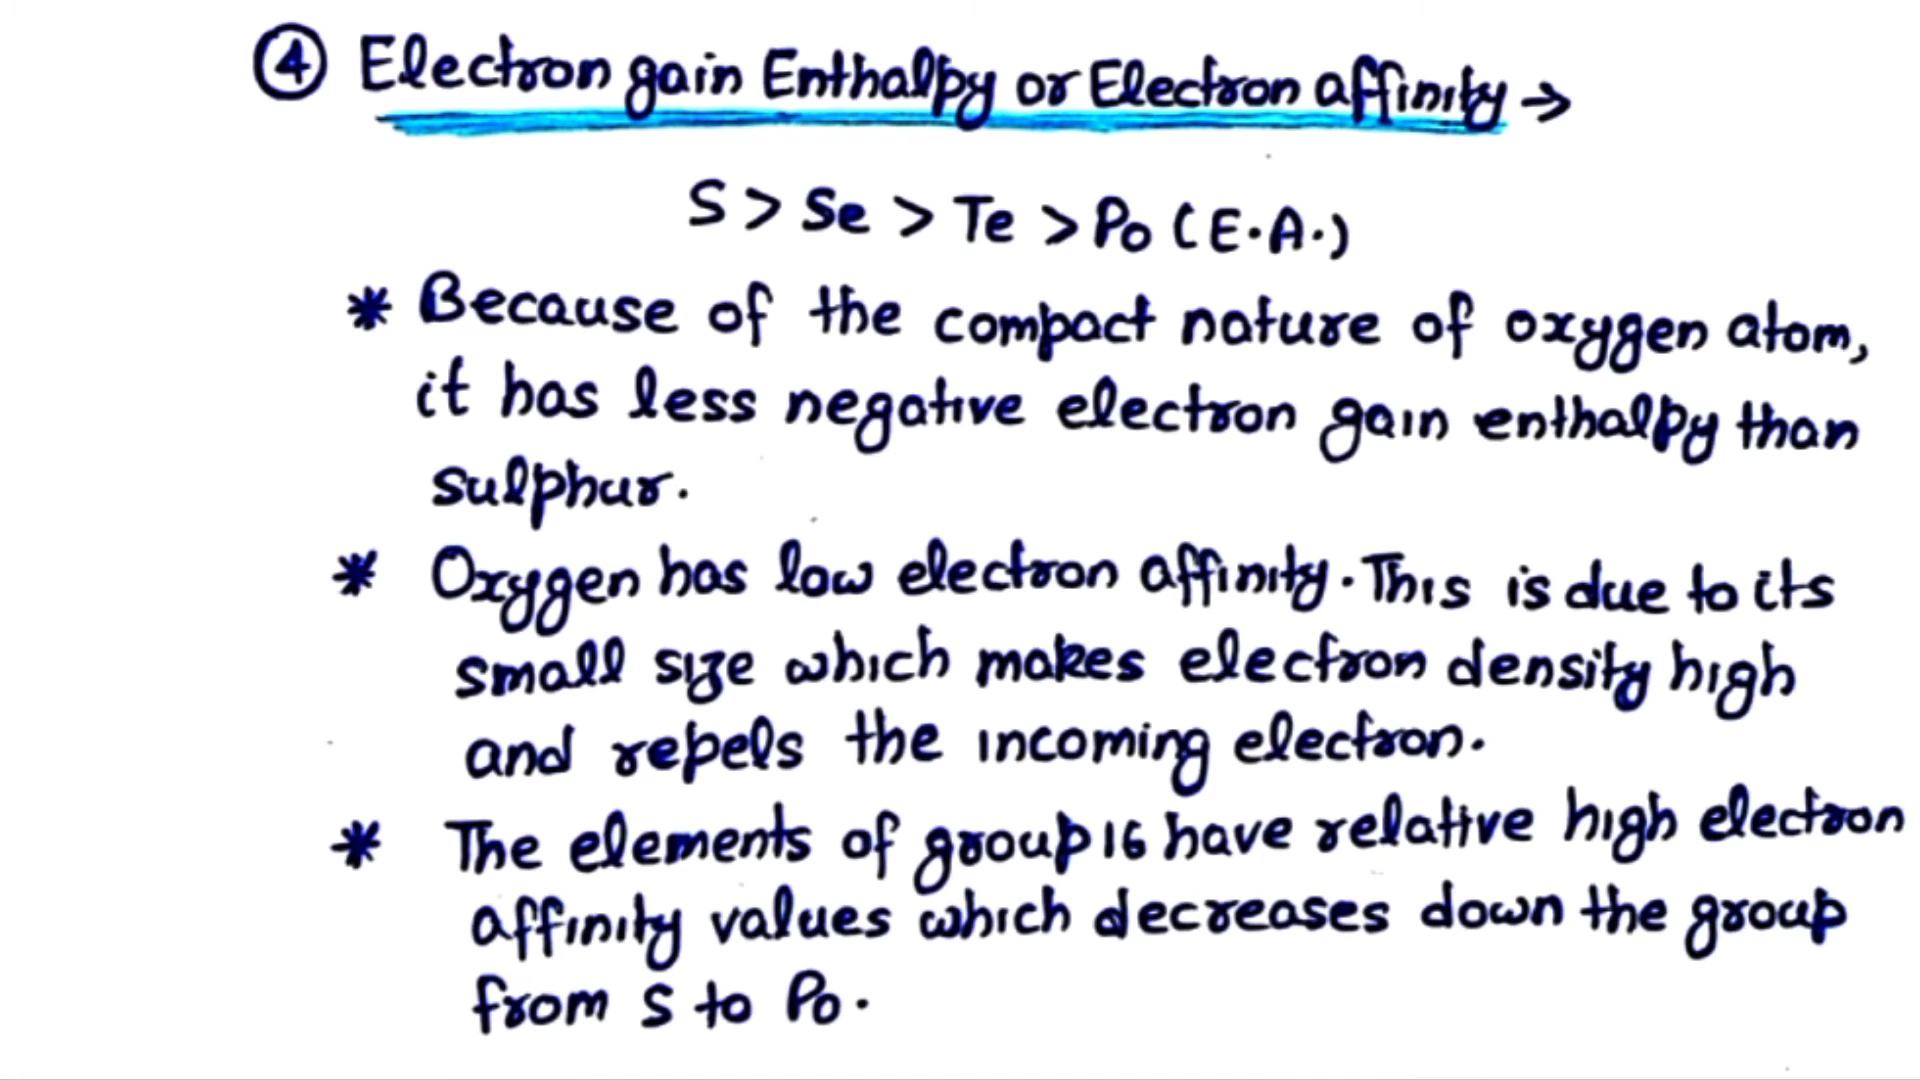 ④ Electron gain Enthalpy or Electron affinity →
S > Se > Te > Po (E.A.)
* Because of the compact nature of oxygen atom,
it has less negative electron gain enthalpy than
sulphur.
* Oxygen has low electron affinity. This is due to its
small size which makes electron density high
and repels the incoming electron.
* The elements of group 16 have relative high electron
affinity values which decreases down the group
from S to Po.